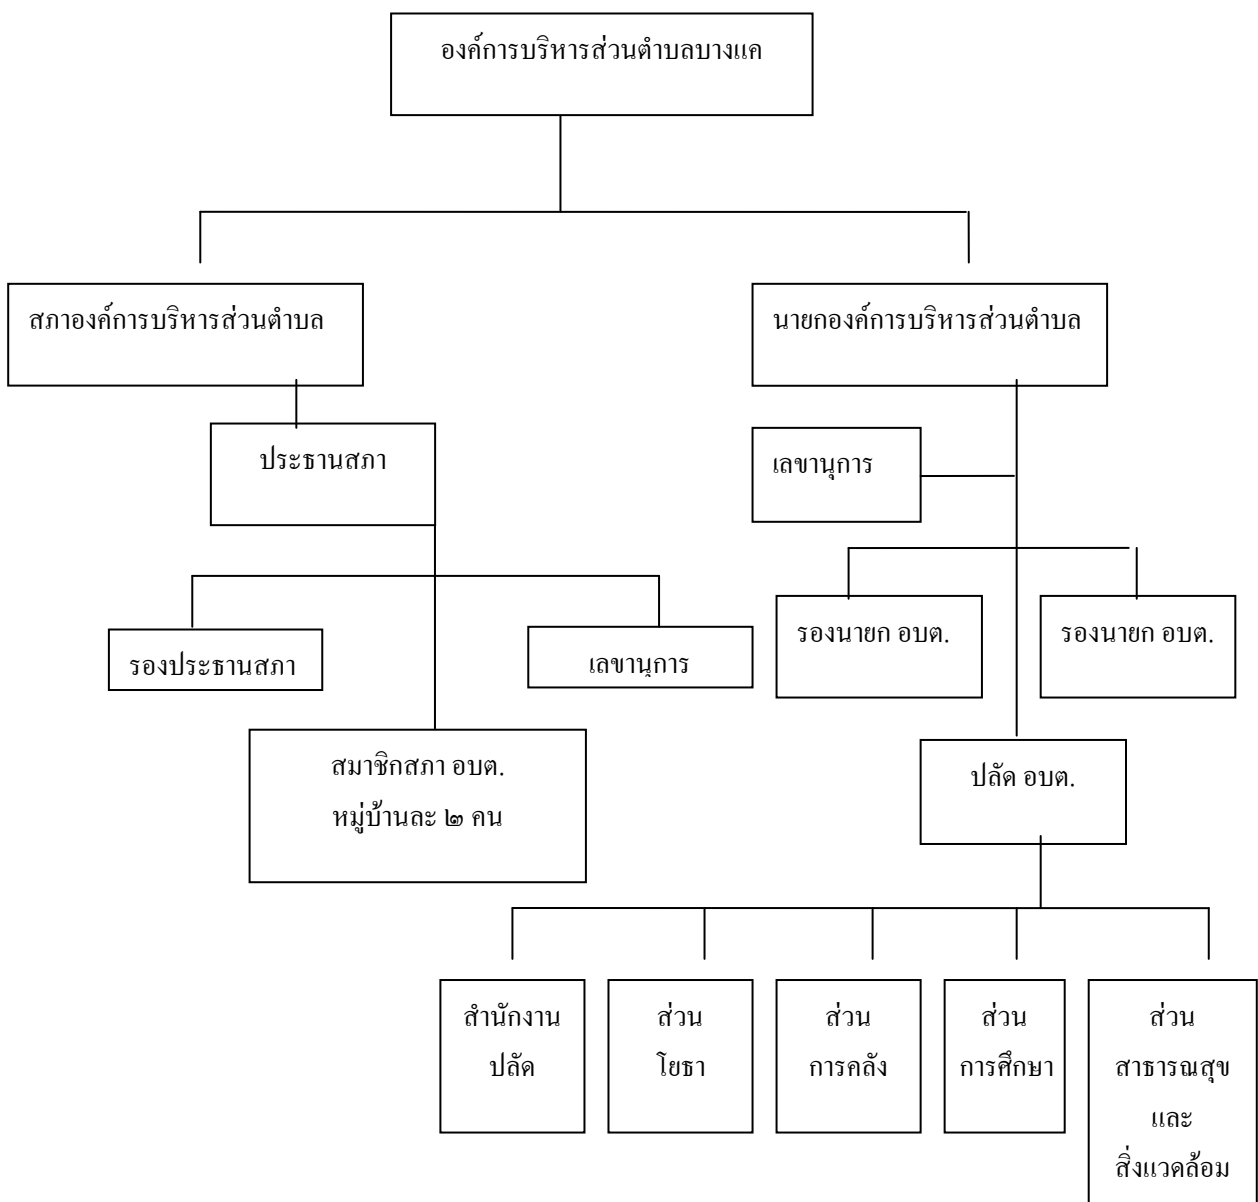 องค์การบริหารส่วนตำบลบางแค
สภาองค์การบริหารส่วนตำบล
นายกองค์การบริหารส่วนตำบล
ประธานสภา
เลขานุการ
รองประธานสภา
เลขานุการ
รองนายก อบต.
รองนายก อบต.
สมาชิกสภา อบต.
หมู่บ้านละ ๒ คน
ปลัด อบต.
สำนักงาน
ปลัด
ส่วน
โยธา
ส่วน
การคลัง
ส่วน
การศึกษา
ส่วน
สาธารณสุข
และ
สิ่งแวดล้อม